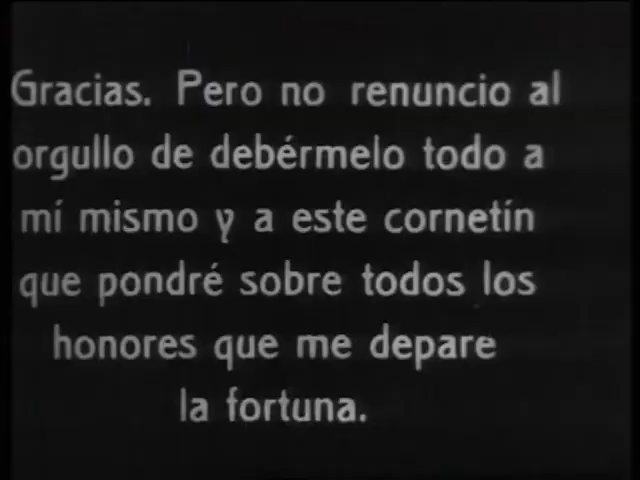 Gracias. Pero no renuncio al
orgullo de debérmelo todo a
mí mismo y a este cornetín
que pondré sobre todos los
honores que me depare
la fortuna.